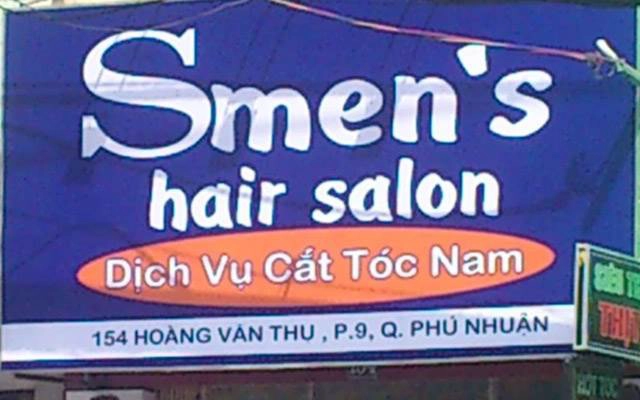 Smen's
hair salon
Dịch Vụ Cắt Tóc Nam
154 HOÀNG VĂN THỤ , P.9, Q. PHÚ NHUẬN